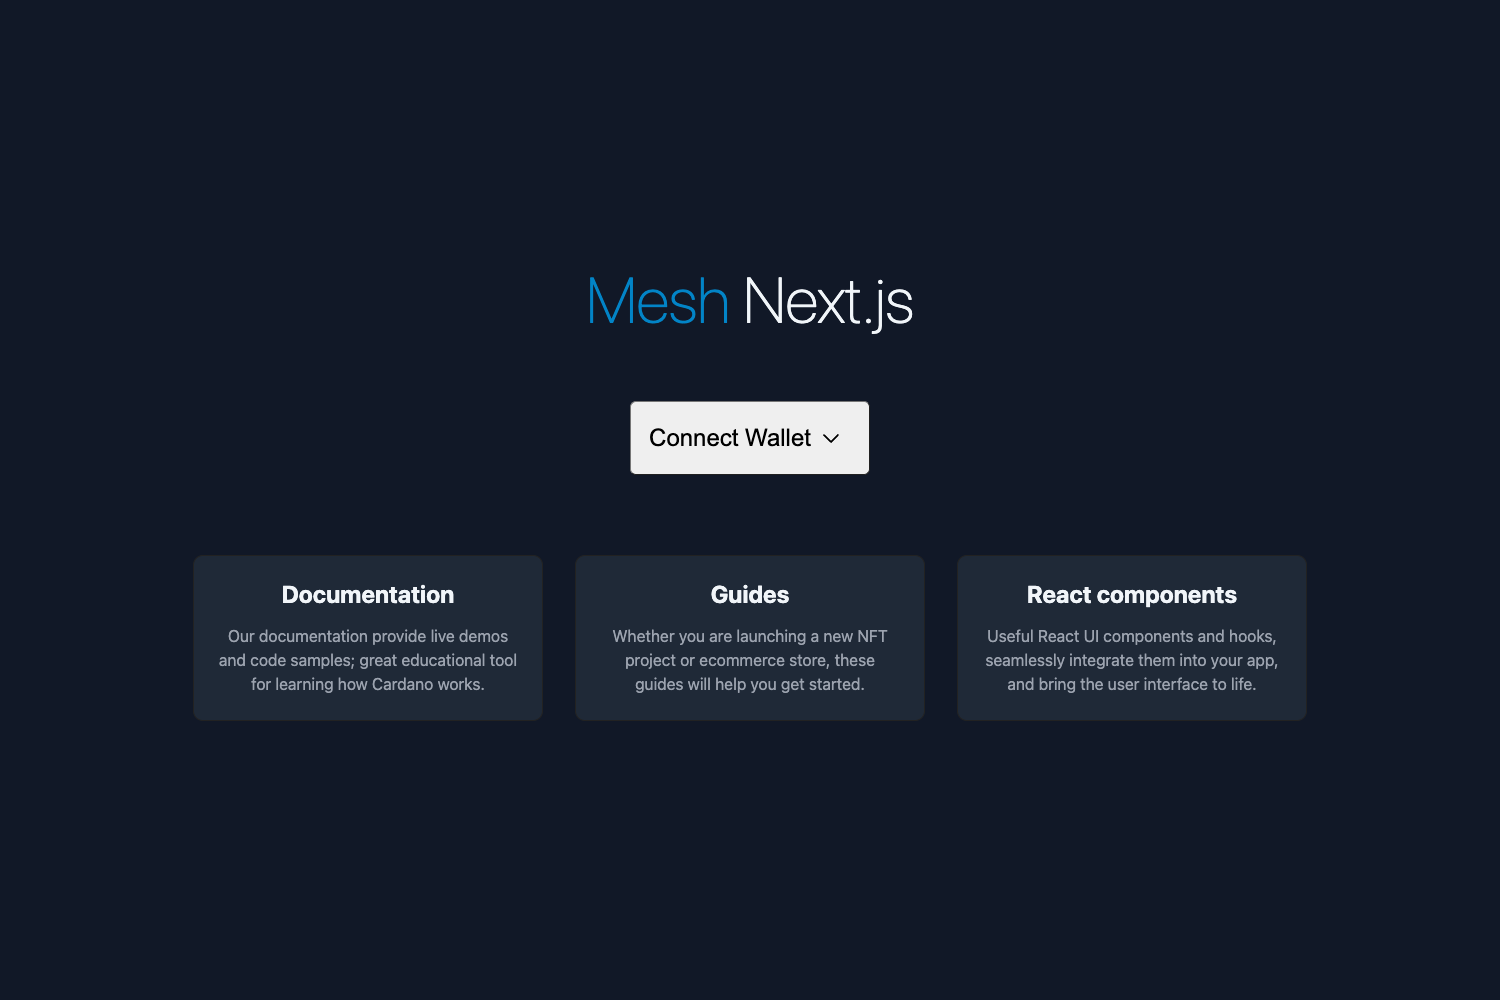 Mesh Next.js
Connect Wallet
Documentation
Our documentation provide live demos
and code samples; great educational tool
for learning how Cardano works.
Guides
Whether you are launching a new NFT
project or ecommerce store, these
guides will help you get started.
React components
Useful React UI components and hooks,
seamlessly integrate them into your app,
and bring the user interface to life.